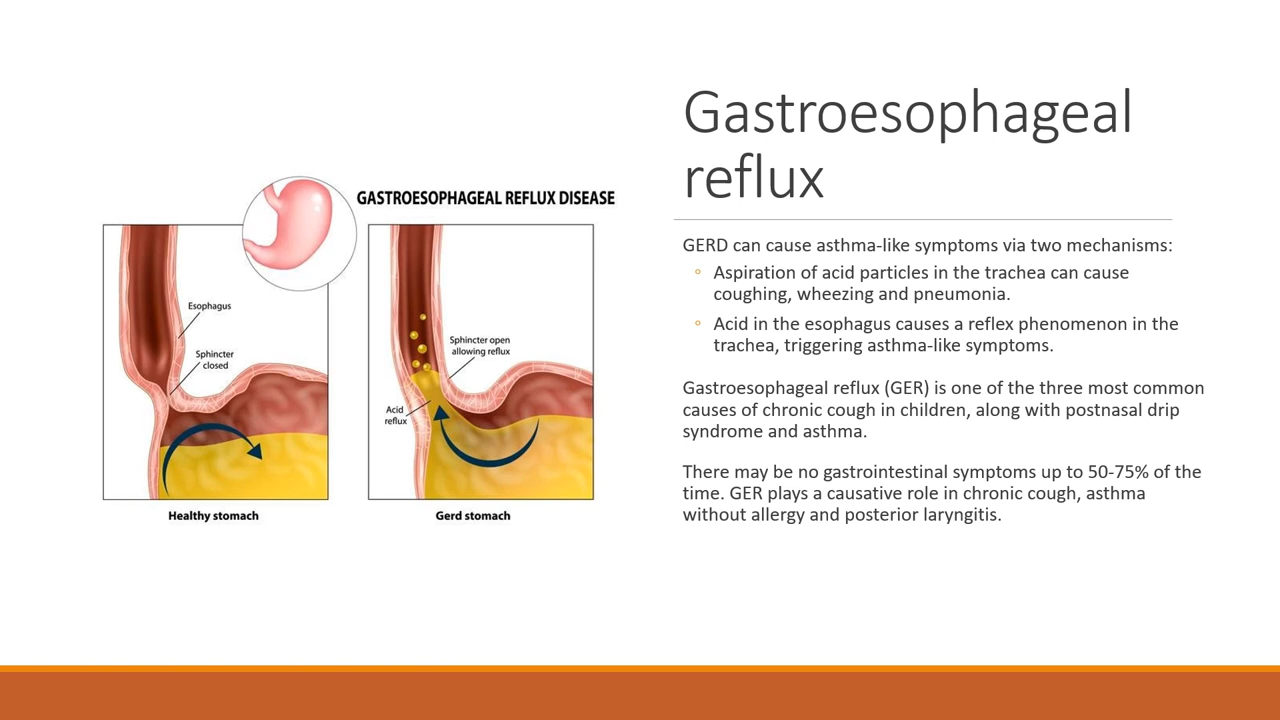 Gastroesophageal
reflux
GASTROESOPHAGEAL REFLUX DISEASE
Esophagus
Sphincter
closed
Healthy stomach
Sphincter open
allowing reflux
Acid
reflux
Gerd stomach
GERD can cause asthma-like symptoms via two mechanisms:
◦ Aspiration of acid particles in the trachea can cause
coughing, wheezing and pneumonia.
◦ Acid in the esophagus causes a reflex phenomenon in the
trachea, triggering asthma-like symptoms.
Gastroesophageal reflux (GER) is one of the three most common
causes of chronic cough in children, along with postnasal drip
syndrome and asthma.
There may be no gastrointestinal symptoms up to 50-75% of the
time. GER plays a causative role in chronic cough, asthma
without allergy and posterior laryngitis.